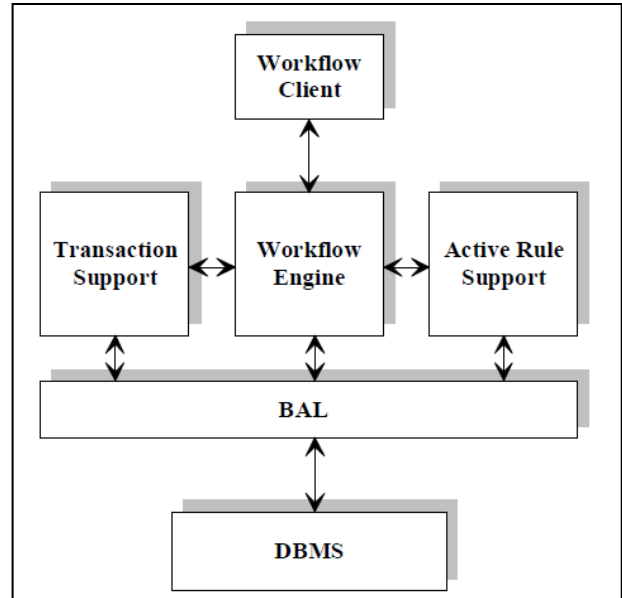 Workflow
Client
Transaction
Support
Workflow
Engine
Active Rule
Support
BAL
DBMS